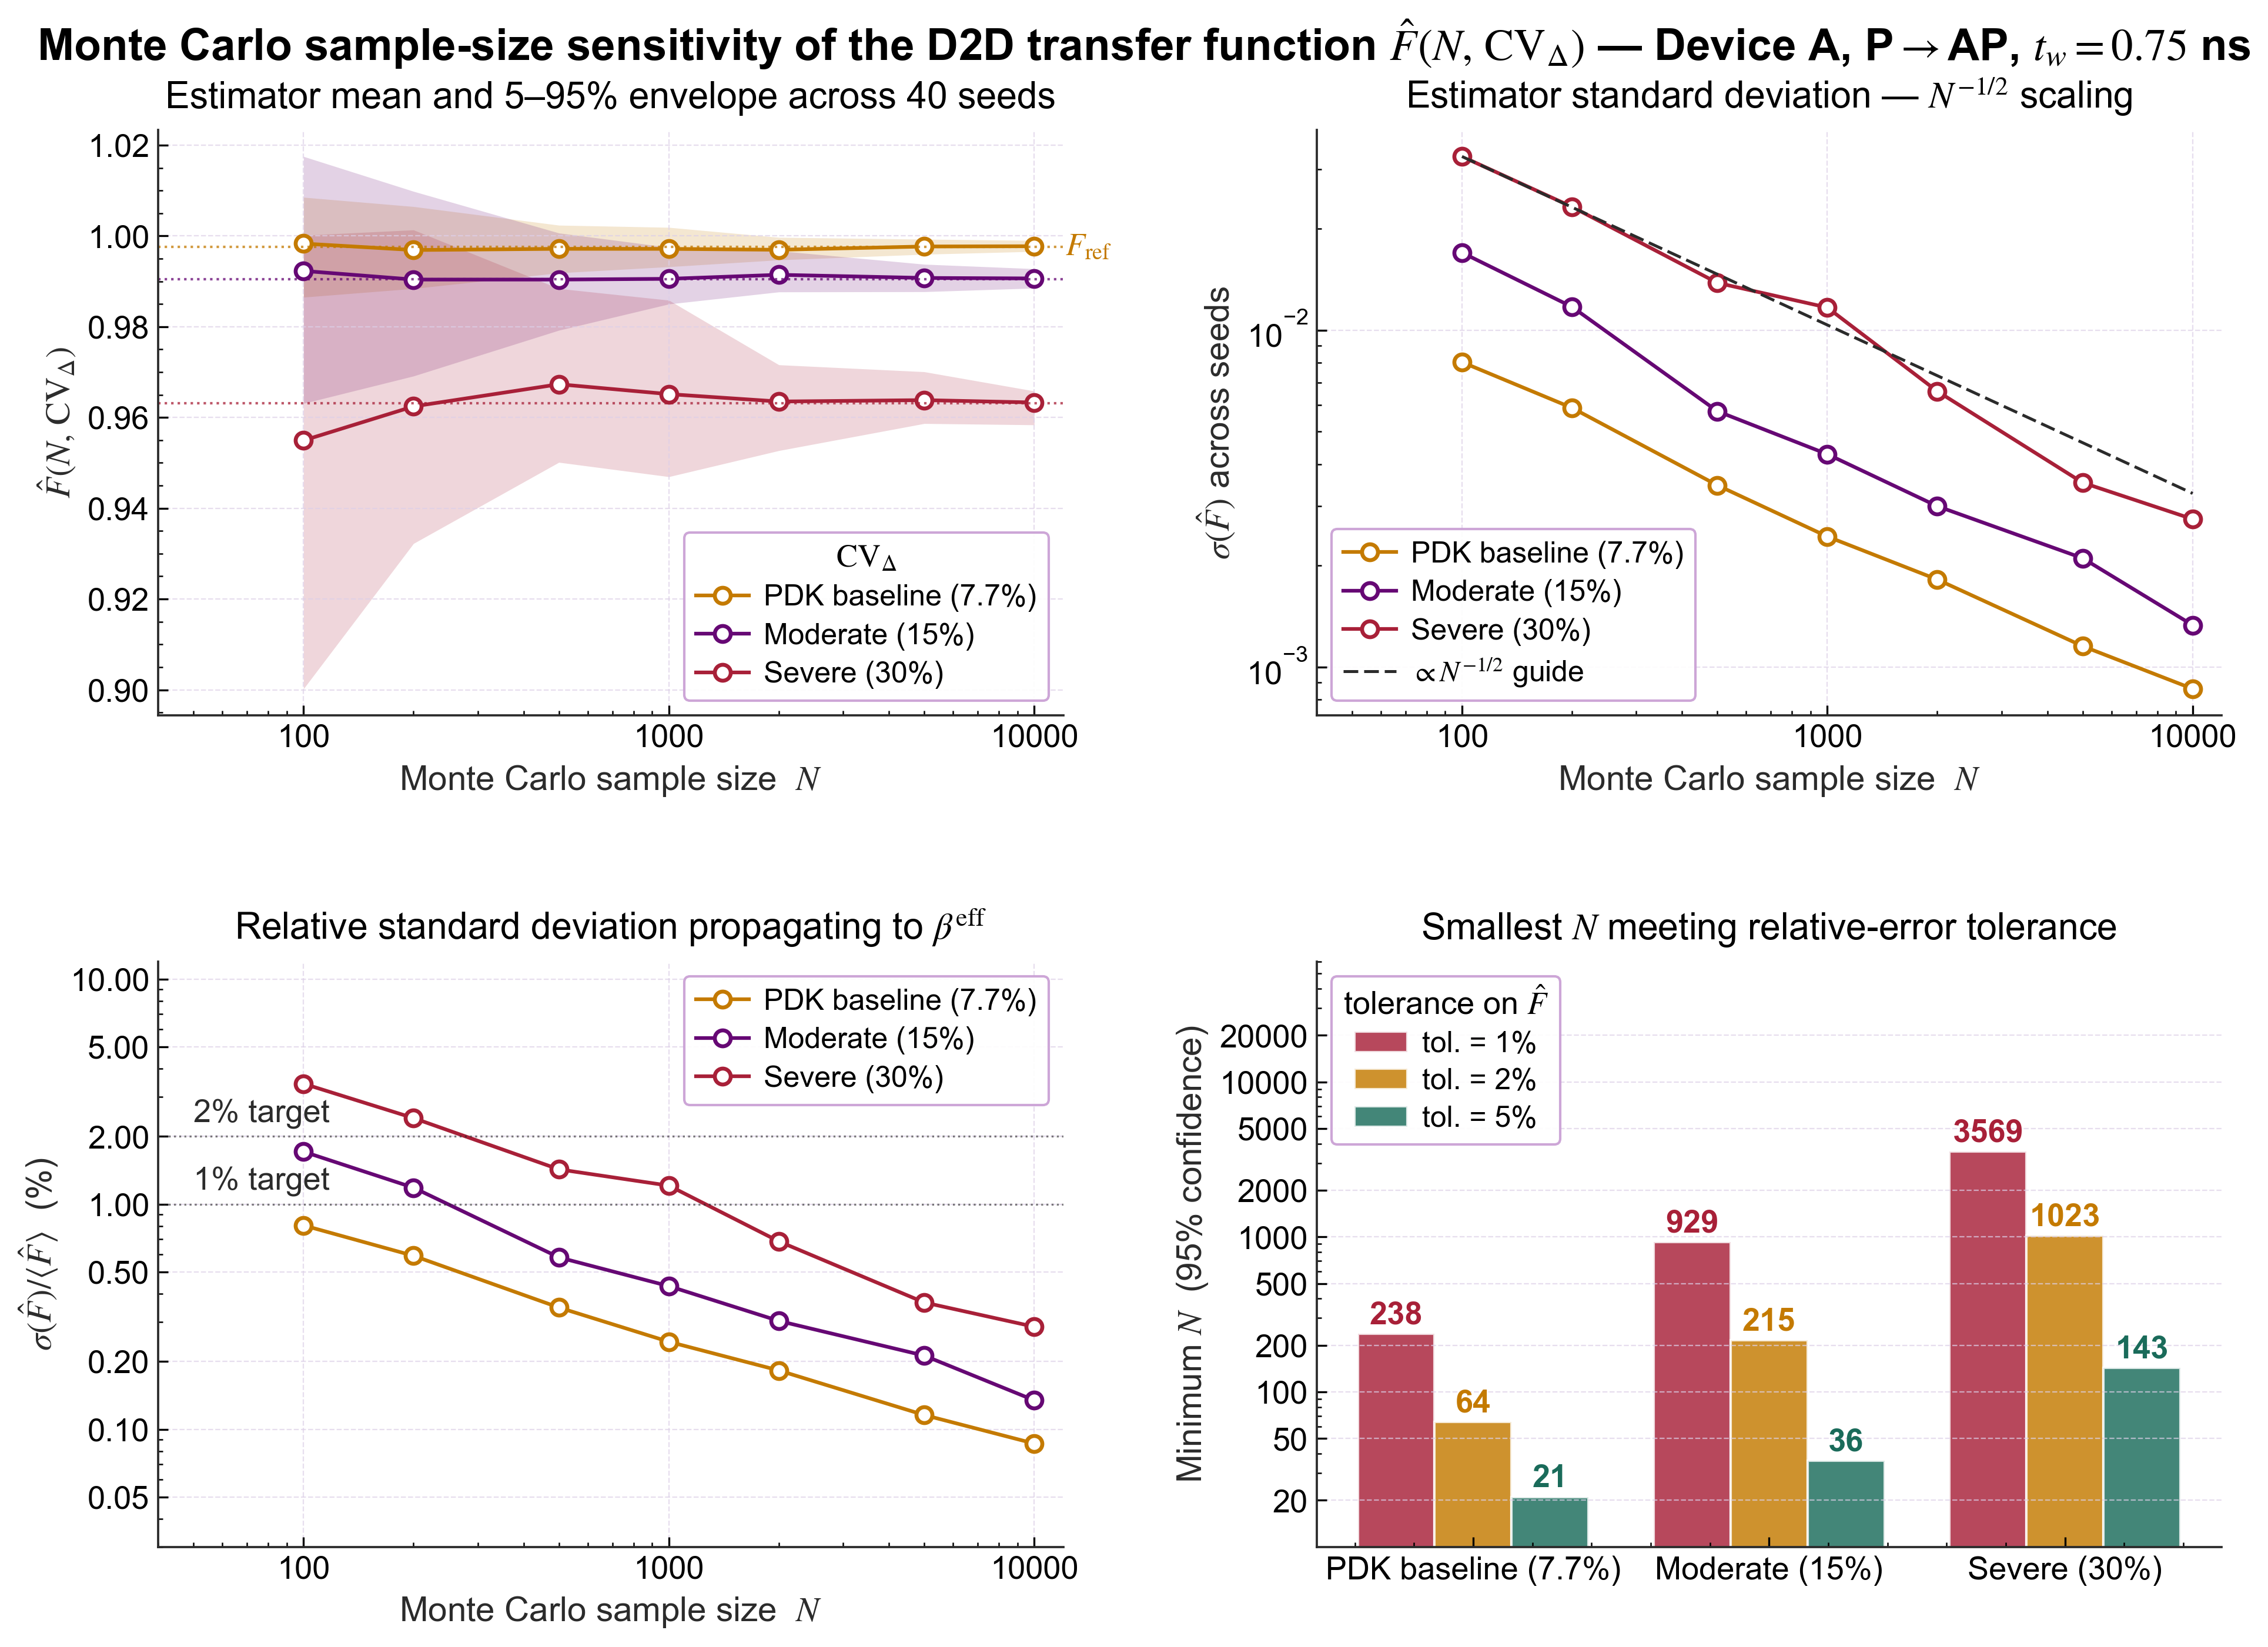 Monte Carlo sample-size sensitivity of the D2D transfer function F̂(N, CV_Δ) — Device A, P→AP, t_w = 0.75 ns
Estimator mean and 5–95% envelope across 40 seeds
F̂(N, CV_Δ)
1.02
1.00
0.98
0.96
0.94
0.92
0.90
F_ref
CV_Δ
PDK baseline (7.7%)
Moderate (15%)
Severe (30%)
100
1000
10000
Monte Carlo sample size N
Estimator standard deviation — N^{−1/2} scaling
σ(F̂) across seeds
10^{−2}
10^{−3}
PDK baseline (7.7%)
Moderate (15%)
Severe (30%)
∝N^{−1/2} guide
100
1000
10000
Monte Carlo sample size N
Relative standard deviation propagating to β^{eff}
σ(F̂)/⟨F̂⟩ (%)
10.00
5.00
2.00
1.00
0.50
0.20
0.10
0.05
2% target
1% target
PDK baseline (7.7%)
Moderate (15%)
Severe (30%)
100
1000
10000
Monte Carlo sample size N
Smallest N meeting relative-error tolerance
Minimum N (95% confidence)
20000
10000
5000
2000
1000
500
200
100
50
20
tolerance on F̂
tol. = 1%
tol. = 2%
tol. = 5%
238
64
21
929
215
36
3569
1023
143
PDK baseline (7.7%)
Moderate (15%)
Severe (30%)